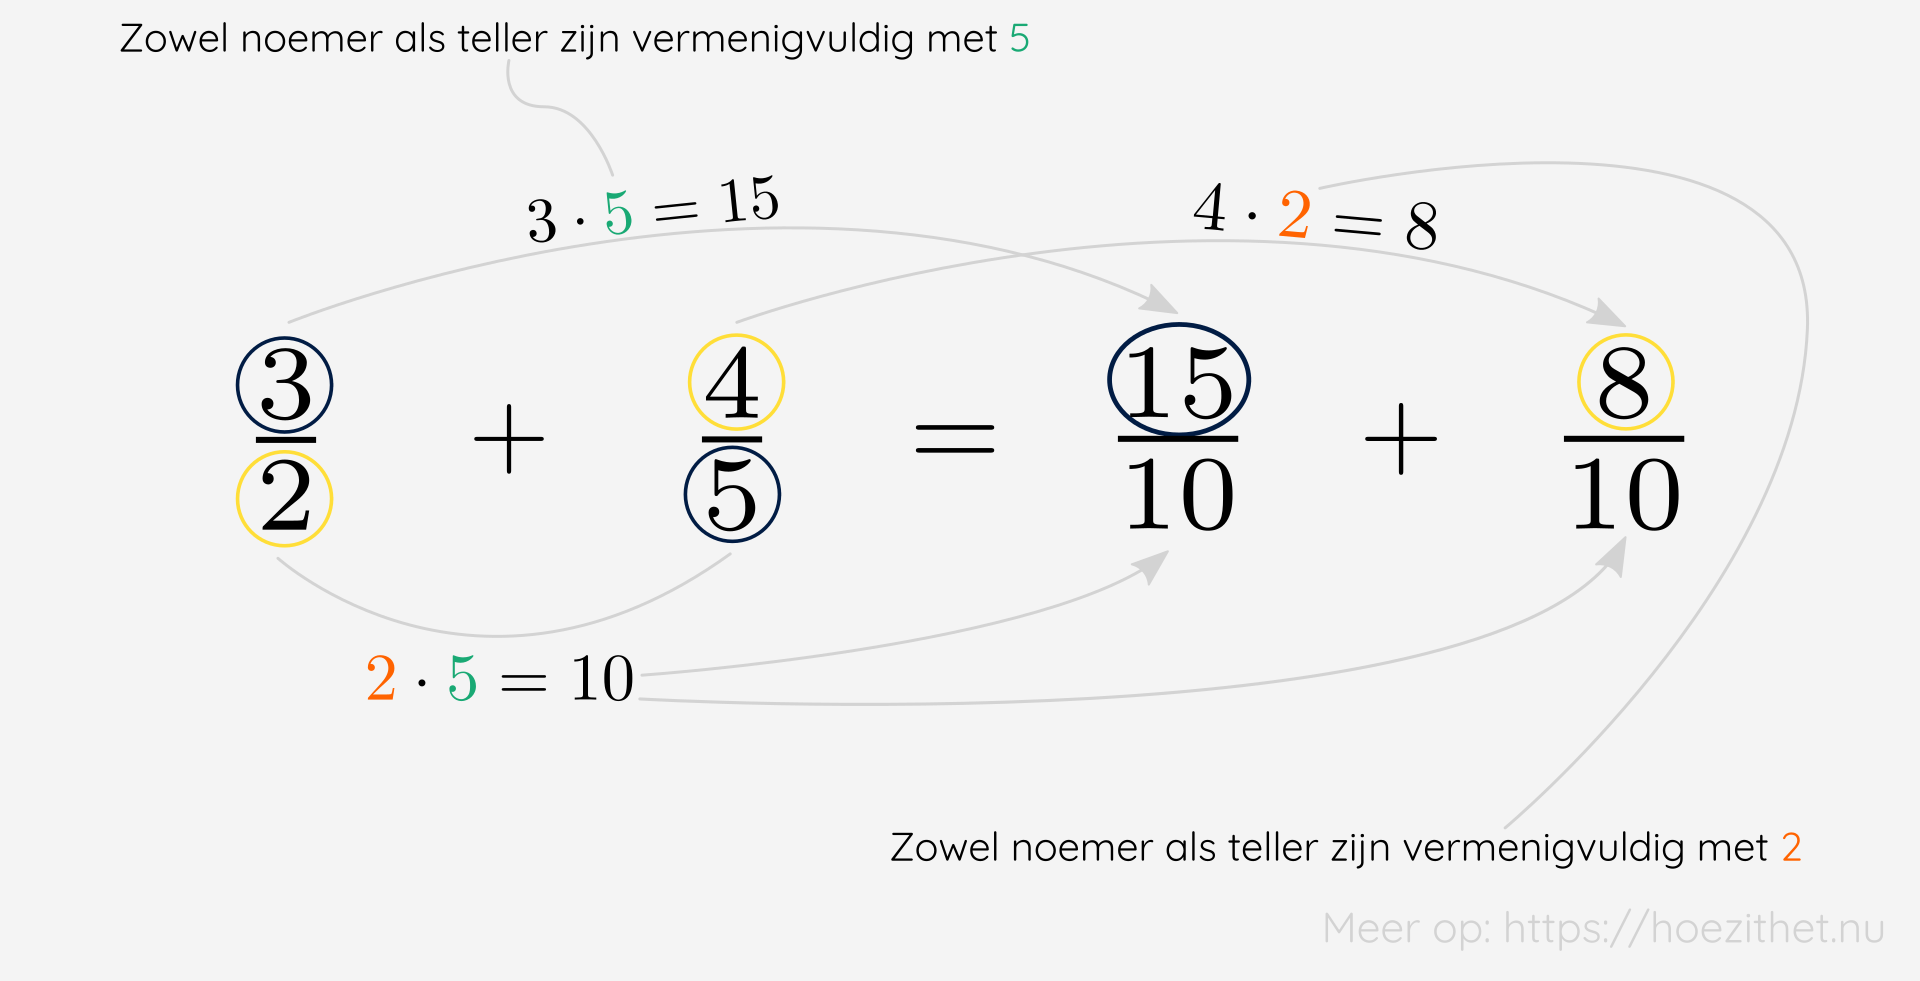 Zowel noemer als teller zijn vermenigvuldig met 5
3 · 5 = 15
4 · 2 = 8
3/2 + 4/5 = 15/10 + 8/10
2 · 5 = 10
Zowel noemer als teller zijn vermenigvuldig met 2
Meer op: https://hoezithet.nu